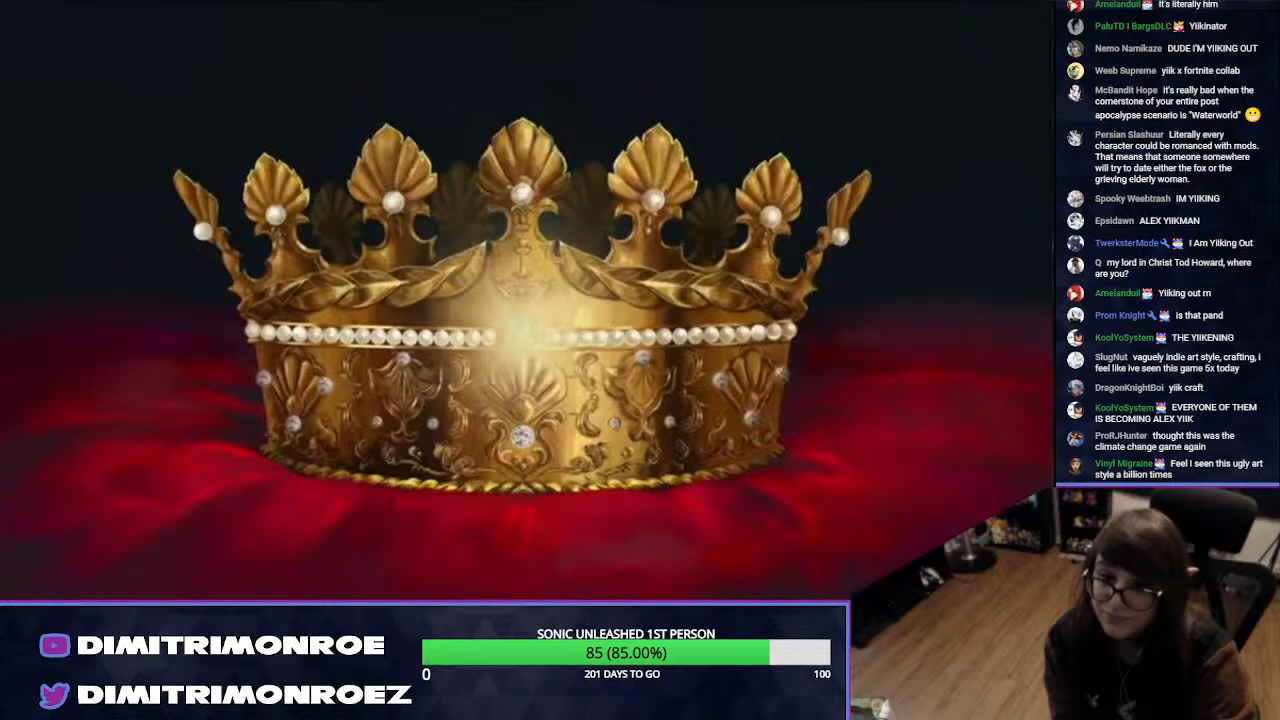 Amelanduil It's literally him
PaluTD I BargsDLC Yiikinator
Nemo Namikaze DUDE I'M YIIKING OUT
Weeb Supreme yiik x fortnite collab
McBandit Hope it's really bad when the
cornerstone of your entire post
apocalypse scenario is "Waterworld"
Persian Slashuur Literally every
character could be romanced with mods.
That means that someone somewhere
will try to date either the fox or the
grieving elderly woman.
Spooky Weebtrash IM YIIKING
Epsidawn ALEX YIIKMAN
TwerksterMode I Am Yiiking Out
Q my lord in Christ Tod Howard, where
are you?
Amelanduil Yiiking out rn
Prom Knight is that pand
KoolYoSystem THE YIIKENING
SlugNut vaguely indie art style, crafting, i
feel like ive seen this game 5x today
DragonKnightBoi yiik craft
KoolYoSystem EVERYONE OF THEM
IS BECOMING ALEX YIIK
ProRJHunter thought this was the
climate change game again
Vinyl Migraine Feel I seen this ugly art
style a billion times
DIMITRIMONROE
DIMITRIMONROEZ
SONIC UNLEASHED 1ST PERSON
85 (85.00%)
0 201 DAYS TO GO 100